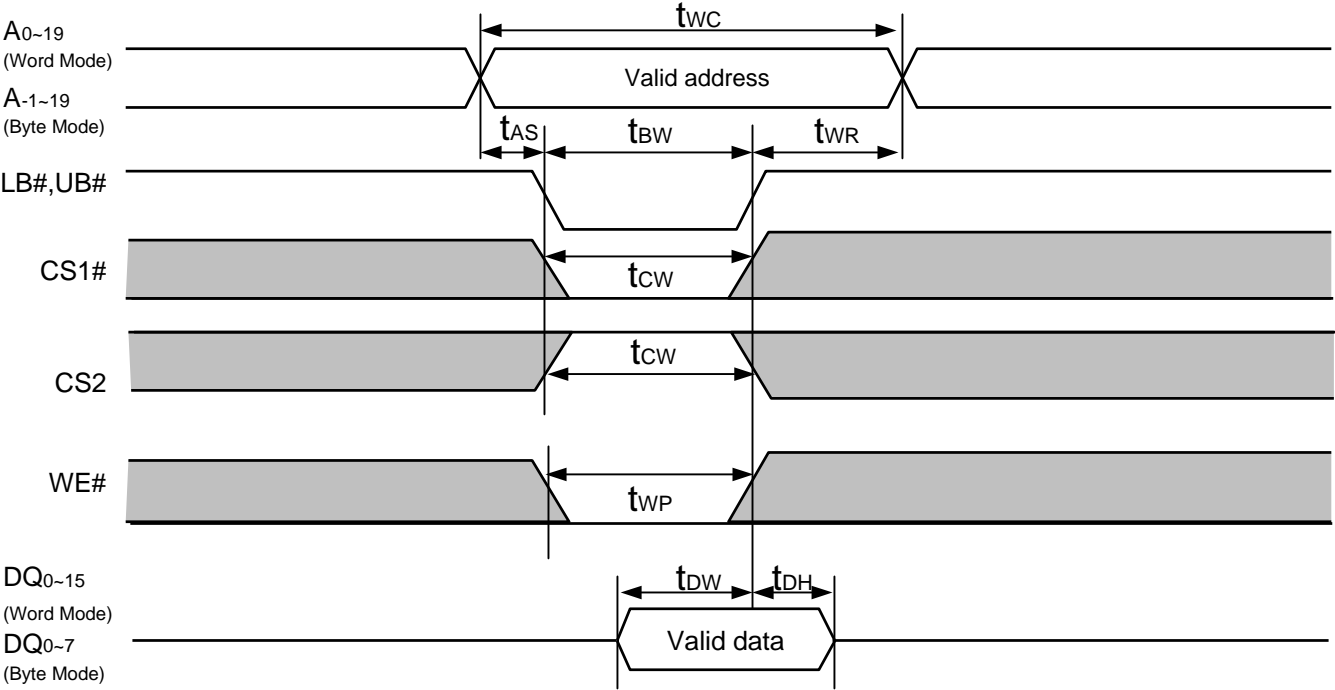 tWC
A0~19
(Word Mode)
Valid address
A-1~19
(Byte Mode)
tAS
tBW
tWR
LB#,UB#
CS1#
tCW
CS2
tCW
WE#
tWP
DQ0~15
(Word Mode)
tDW
tDH
DQ0~7
(Byte Mode)
Valid data